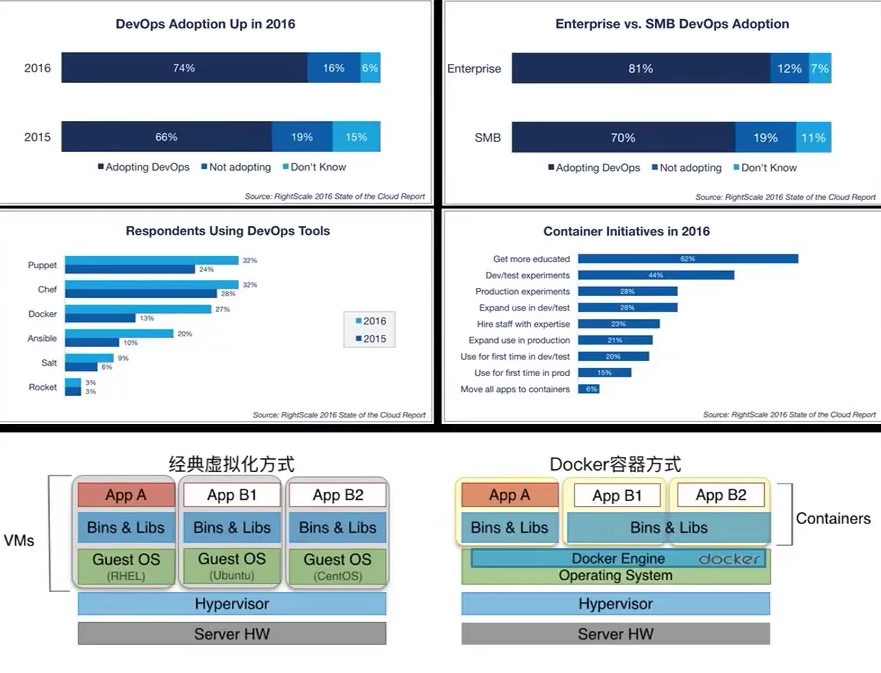 DevOps Adoption Up in 2016
2016 74% 16% 6%
2015 66% 19% 15%
Adopting DevOps Not adopting Don't Know
Source: RightScale 2016 State of the Cloud Report
Enterprise vs. SMB DevOps Adoption
Enterprise 81% 12% 7%
SMB 70% 19% 11%
Adopting DevOps Not adopting Don't Know
Source: RightScale 2016 State of the Cloud Report
Respondents Using DevOps Tools
Puppet 32%
24%
Chef 32%
28%
Docker 27%
13%
Ansible 20%
10%
Salt 9%
6%
Rocket 3%
3%
2016
2015
Source: RightScale 2016 State of the Cloud Report
Container Initiatives in 2016
Get more educated 62%
Dev/test experiments 44%
Production experiments 28%
Expand use in dev/test 28%
Hire staff with expertise 23%
Expand use in production 21%
Use for first time in dev/test 20%
Use for first time in prod 15%
Move all apps to containers 6%
Source: RightScale 2016 State of the Cloud Report
经典虚拟化方式
VMs
App A App B1 App B2
Bins & Libs Bins & Libs Bins & Libs
Guest OS Guest OS Guest OS
(RHEL) (Ubuntu) (CentOS)
Hypervisor
Server HW
Docker容器方式
App A App B1 App B2
Containers
Bins & Libs Bins & Libs
Docker Engine docker
Operating System
Hypervisor
Server HW